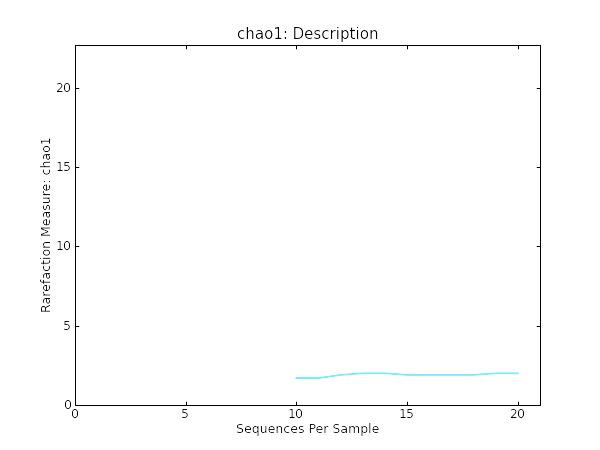 chao1: Description
Rarefaction Measure: chao1
20
15
10
5
0
0 5 10 15 20
Sequences Per Sample